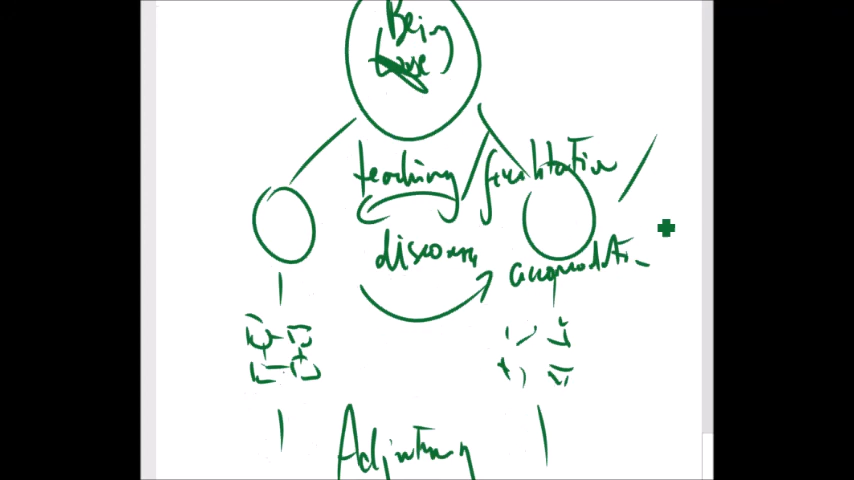 Being
teaching / facilitation /
discourse
accomodation
Adjusting